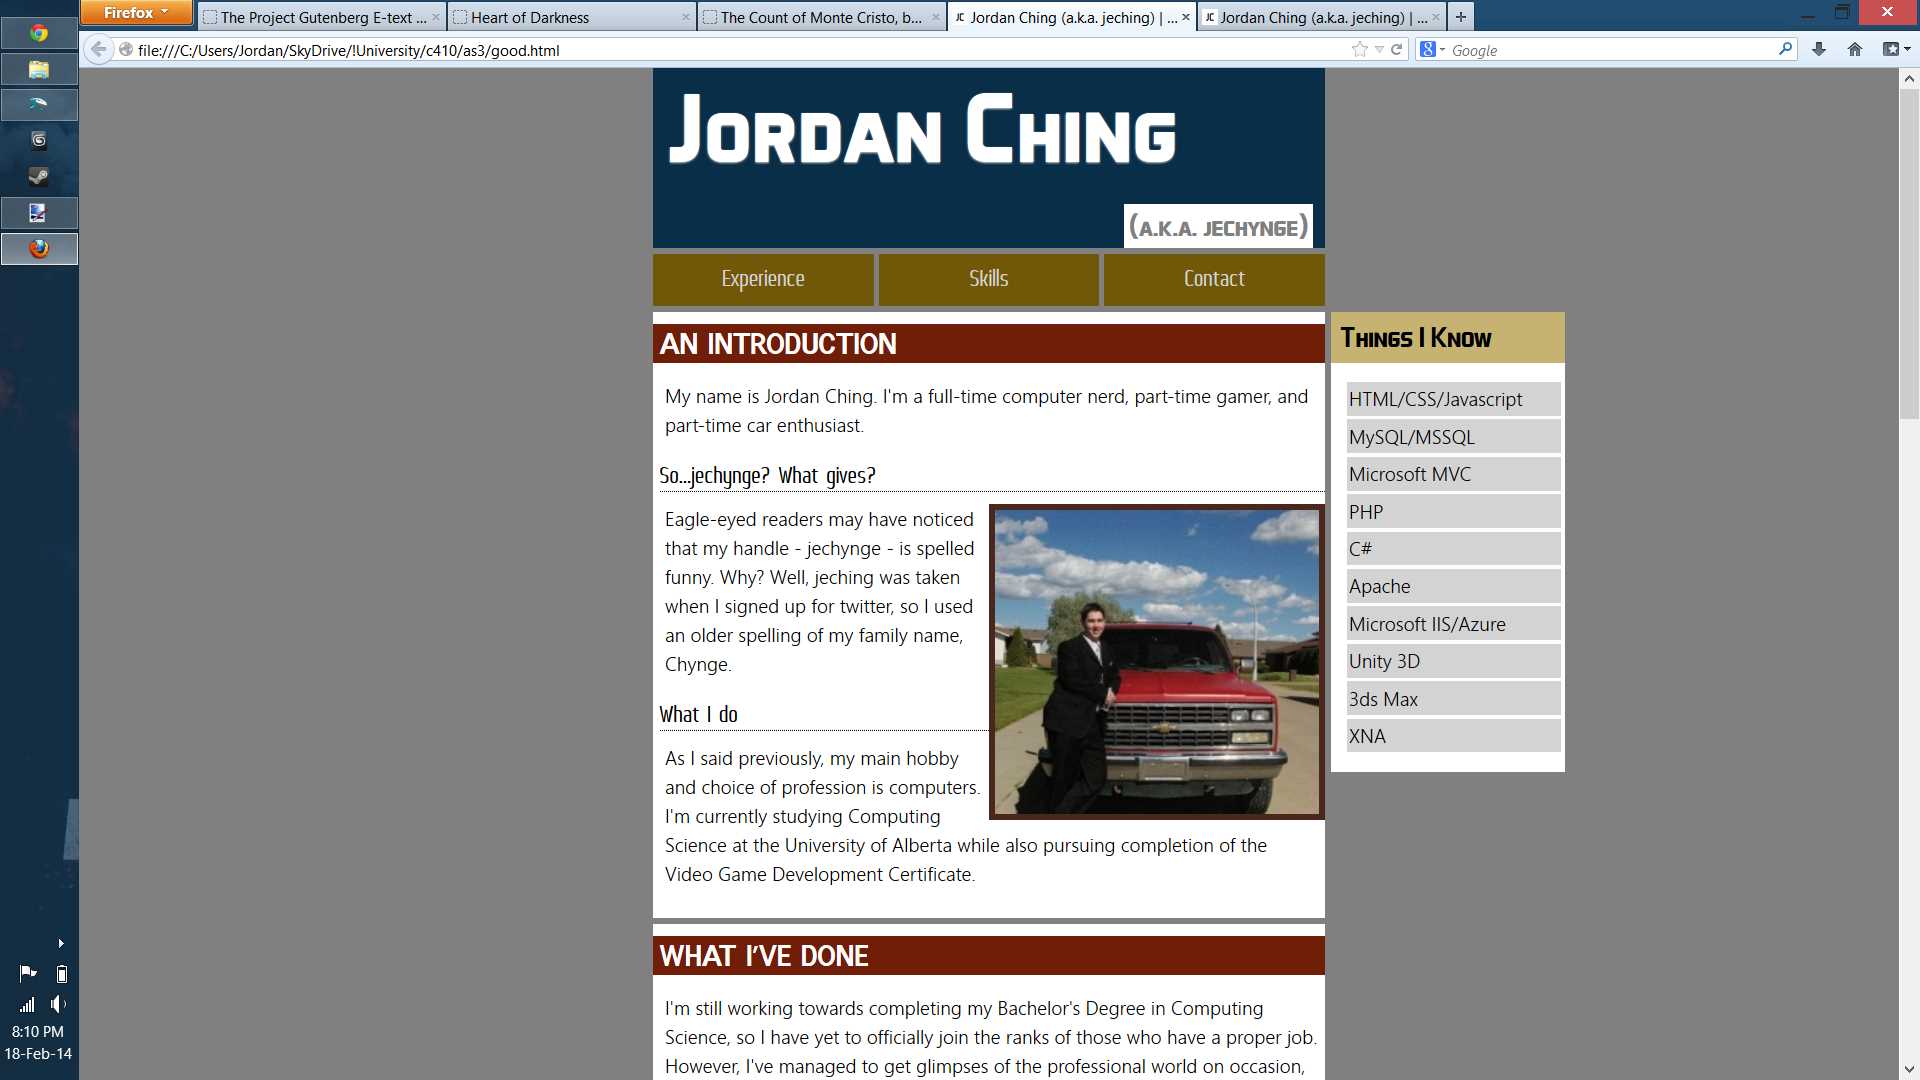 Firefox
The Project Gutenberg E-text ...
Heart of Darkness
The Count of Monte Cristo, b...
JC Jordan Ching (a.k.a. jeching) | ...
JC Jordan Ching (a.k.a. jeching) | ...
file:///C:/Users/Jordan/SkyDrive/!University/c410/as3/good.html
Google
JORDAN CHING
(A.K.A. JECHYNGE)
Experience
Skills
Contact
AN INTRODUCTION
My name is Jordan Ching. I'm a full-time computer nerd, part-time gamer, and
part-time car enthusiast.
So...jechynge? What gives?
Eagle-eyed readers may have noticed
that my handle - jechynge - is spelled
funny. Why? Well, jeching was taken
when I signed up for twitter, so I used
an older spelling of my family name,
Chynge.
What I do
As I said previously, my main hobby
and choice of profession is computers.
I'm currently studying Computing
Science at the University of Alberta while also pursuing completion of the
Video Game Development Certificate.
WHAT I'VE DONE
I'm still working towards completing my Bachelor's Degree in Computing
Science, so I have yet to officially join the ranks of those who have a proper job.
However, I've managed to get glimpses of the professional world on occasion,
THINGS I KNOW
HTML/CSS/Javascript
MySQL/MSSQL
Microsoft MVC
PHP
C#
Apache
Microsoft IIS/Azure
Unity 3D
3ds Max
XNA
8:10 PM
18-Feb-14